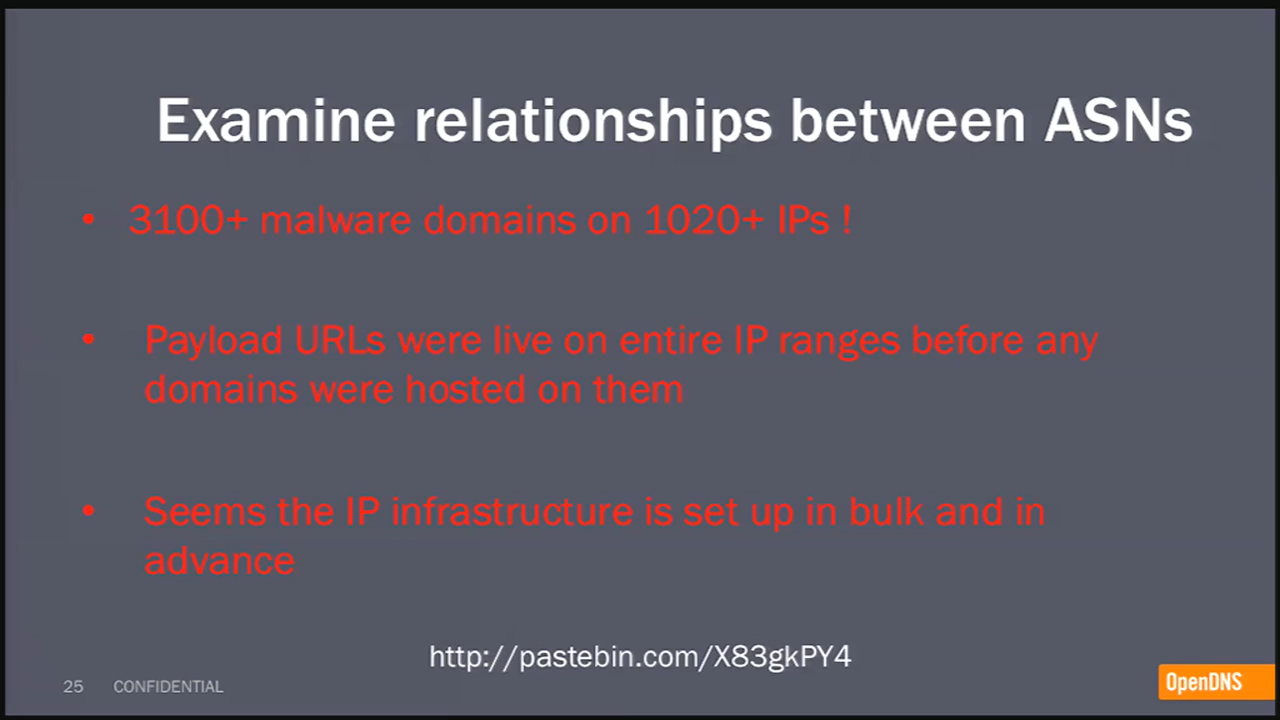 Examine relationships between ASNs
• 3100+ malware domains on 1020+ IPs !
• Payload URLs were live on entire IP ranges before any
domains were hosted on them
• Seems the IP infrastructure is set up in bulk and in
advance
http://pastebin.com/X83gkPY4
25 CONFIDENTIAL
OpenDNS